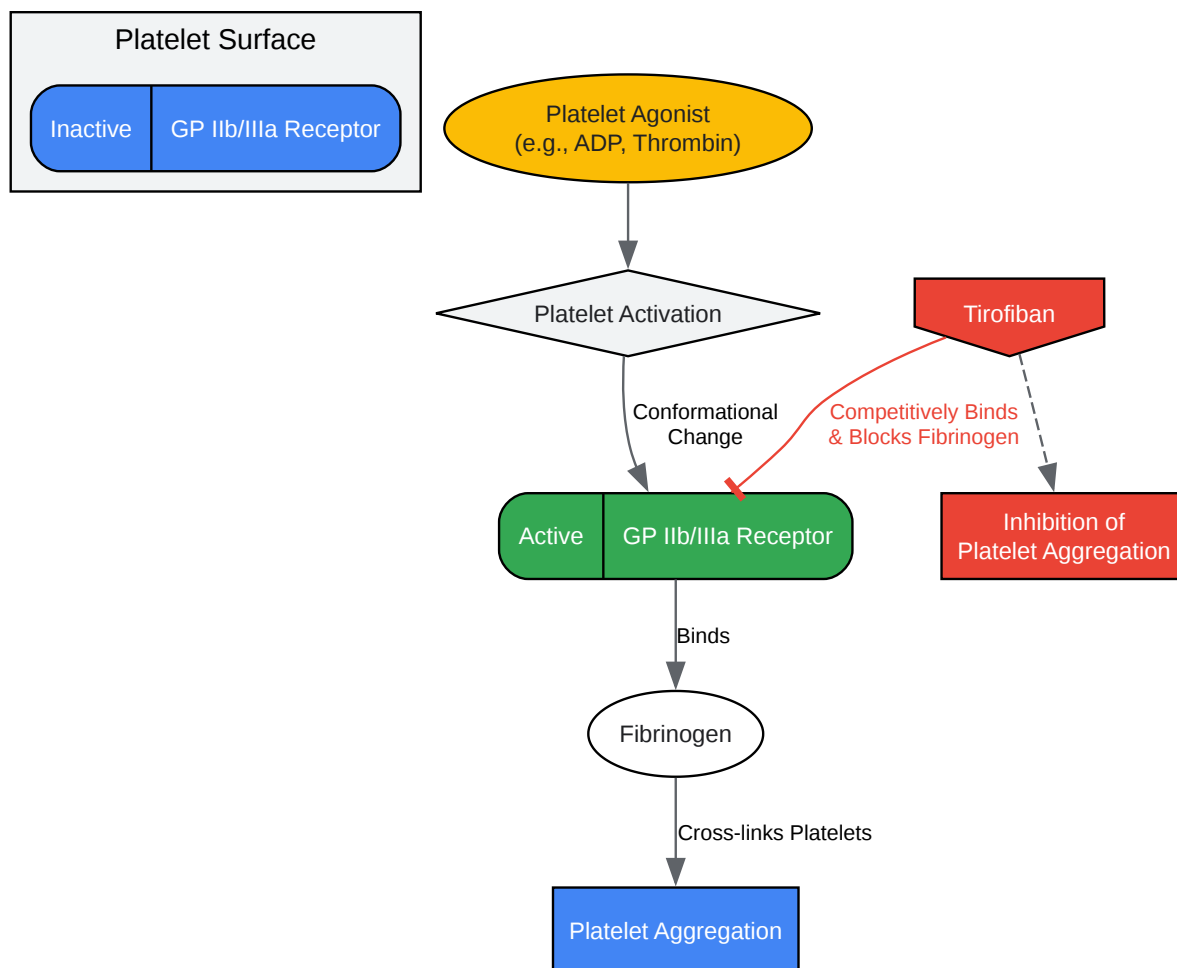 Platelet Surface
Inactive
GP IIb/IIIa Receptor
Platelet Agonist
(e.g., ADP, Thrombin)
Platelet Activation
Tirofiban
Conformational
Change
Competitively Binds
& Blocks Fibrinogen
Active
GP IIb/IIIa Receptor
Inhibition of
Platelet Aggregation
Binds
Fibrinogen
Cross-links Platelets
Platelet Aggregation